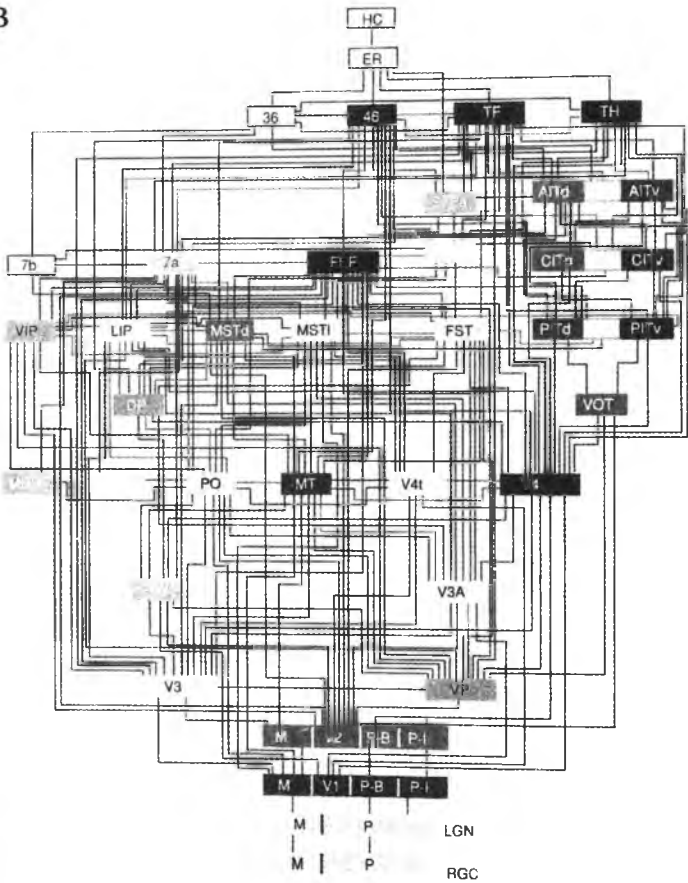 B
HC
ER
36 46 TF TH
AITd AITv
7b 7a FEF CITd CITv
VIP LIP MSTd MSTl FST PITd PITv
DP VOT
PO MT V4t V4
V3A
V3 VP
M V2 P-B P-I
M V1 P-B P-I
M P LGN
M P RGC